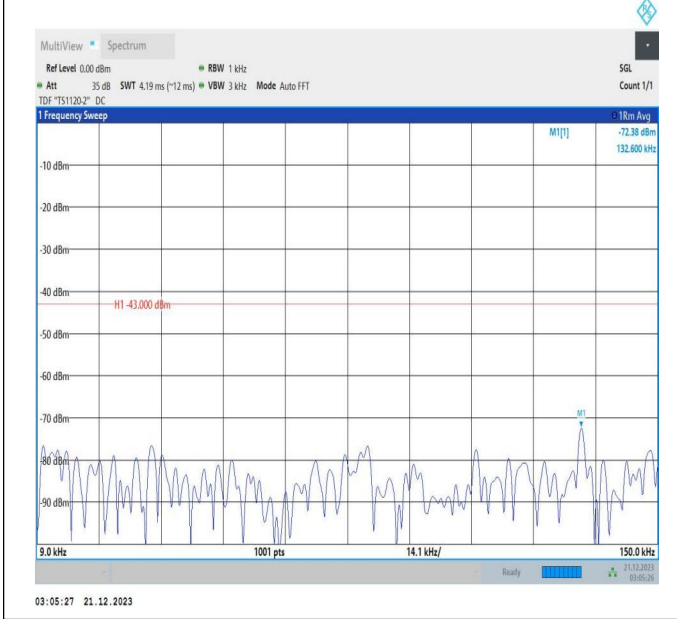 R S
MultiView Spectrum
Ref Level 0.00 dBm RBW 1 kHz SGL
Att 35 dB SWT 4.19 ms (~12 ms) VBW 3 kHz Mode Auto FFT Count 1/1
TDF "TS1120-2" DC
1 Frequency Sweep 1Rm Avg
M1[1] -72.38 dBm
132.600 kHz
-10 dBm
-20 dBm
-30 dBm
-40 dBm
H1 -43.000 dBm
-50 dBm
-60 dBm
-70 dBm
M1
-80 dBm
-90 dBm
9.0 kHz 1001 pts 14.1 kHz/ 150.0 kHz
Ready 21.12.2023
03:05:26
03:05:27 21.12.2023